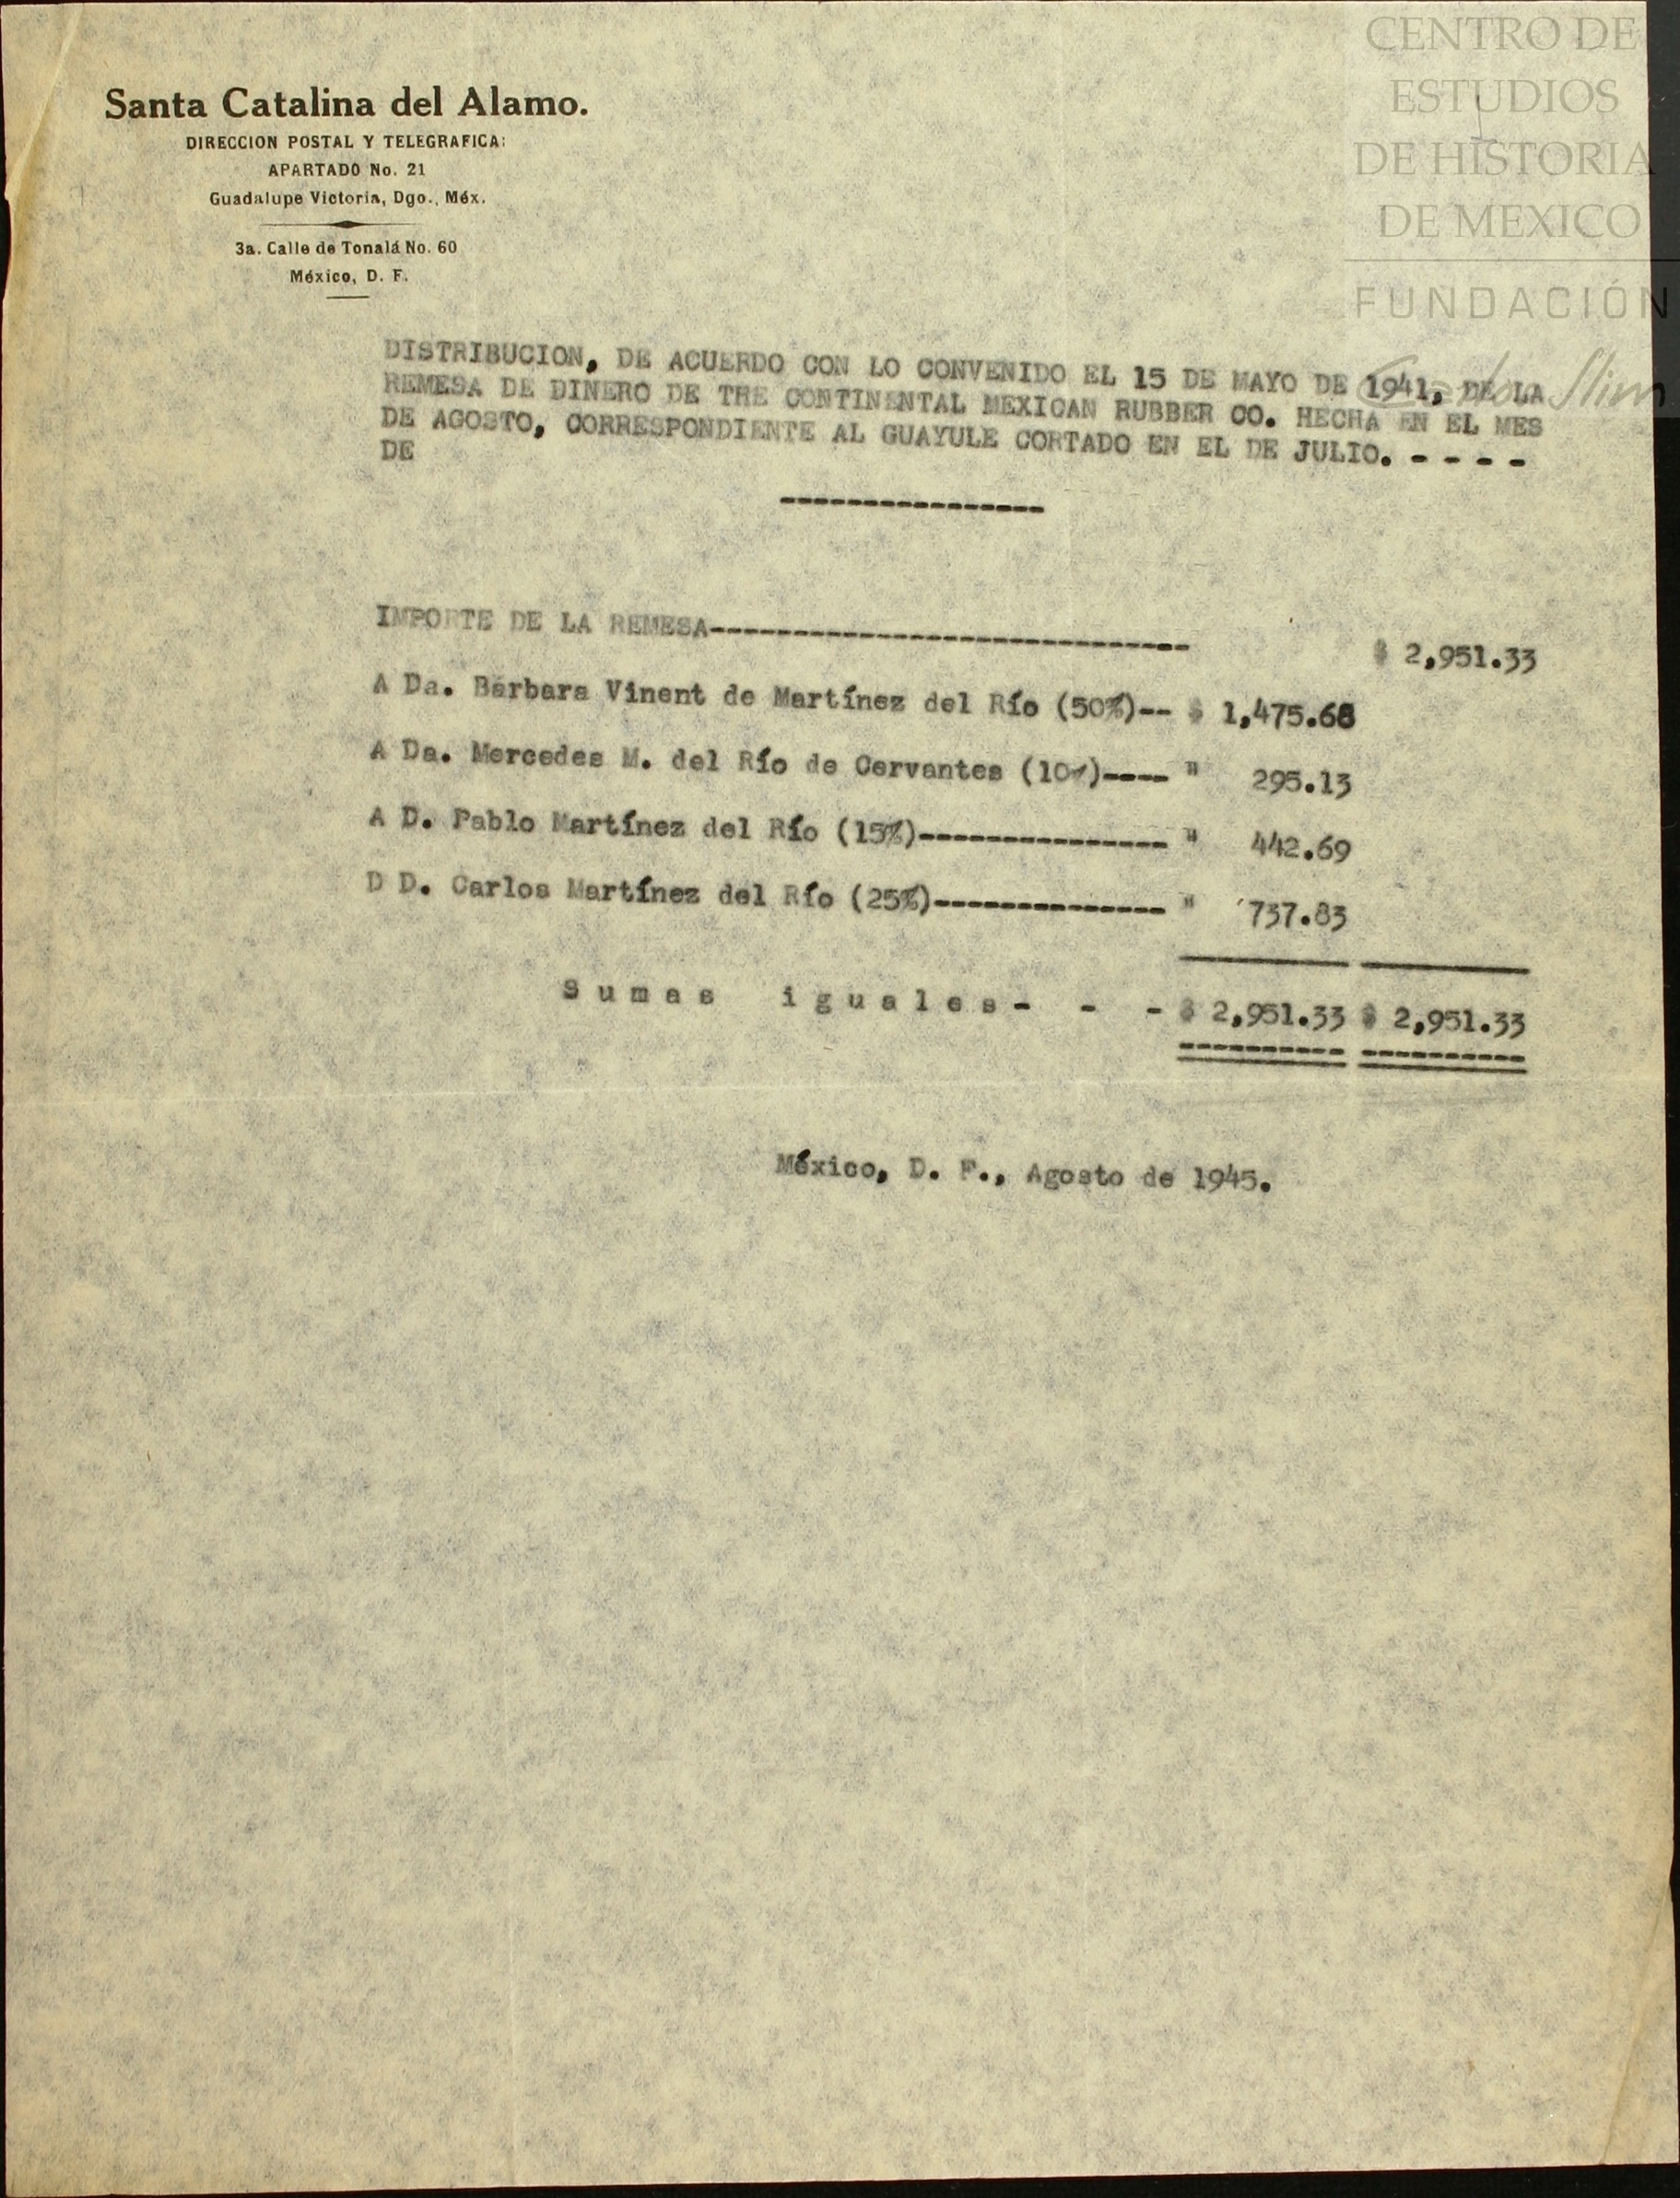 CENTRO DE
ESTUDIOS
DE HISTORIA
DE MEXICO
FUNDACIÓN
Carlos Slim
Santa Catalina del Alamo.
DIRECCION POSTAL Y TELEGRAFICA:
APARTADO No. 21
Guadalupe Victoria, Dgo., Méx.
3a. Calle de Tonalá No. 60
México, D. F.
DISTRIBUCION, DE ACUERDO CON LO CONVENIDO EL 15 DE MAYO DE 1941, DE LA
REMESA DE DINERO DE THE CONTINENTAL MEXICAN RUBBER CO. HECHA EN EL MES
DE AGOSTO, CORRESPONDIENTE AL GUAYULE CORTADO EN EL DE JULIO. - - - -
DE
----------------
IMPORTE DE LA REMESA----------------------------- $ 2,951.33
A Da. Bárbara Vinent de Martínez del Río (50%)-- $ 1,475.68
A Da. Mercedes M. del Río de Cervantes (10%)---- " 295.13
A D. Pablo Martínez del Río (15%)--------------- " 442.69
D D. Carlos Martínez del Río (25%)-------------- " 737.83
S u m a s i g u a l e s - - - $ 2,951.33 $ 2,951.33
México, D. F., Agosto de 1945.